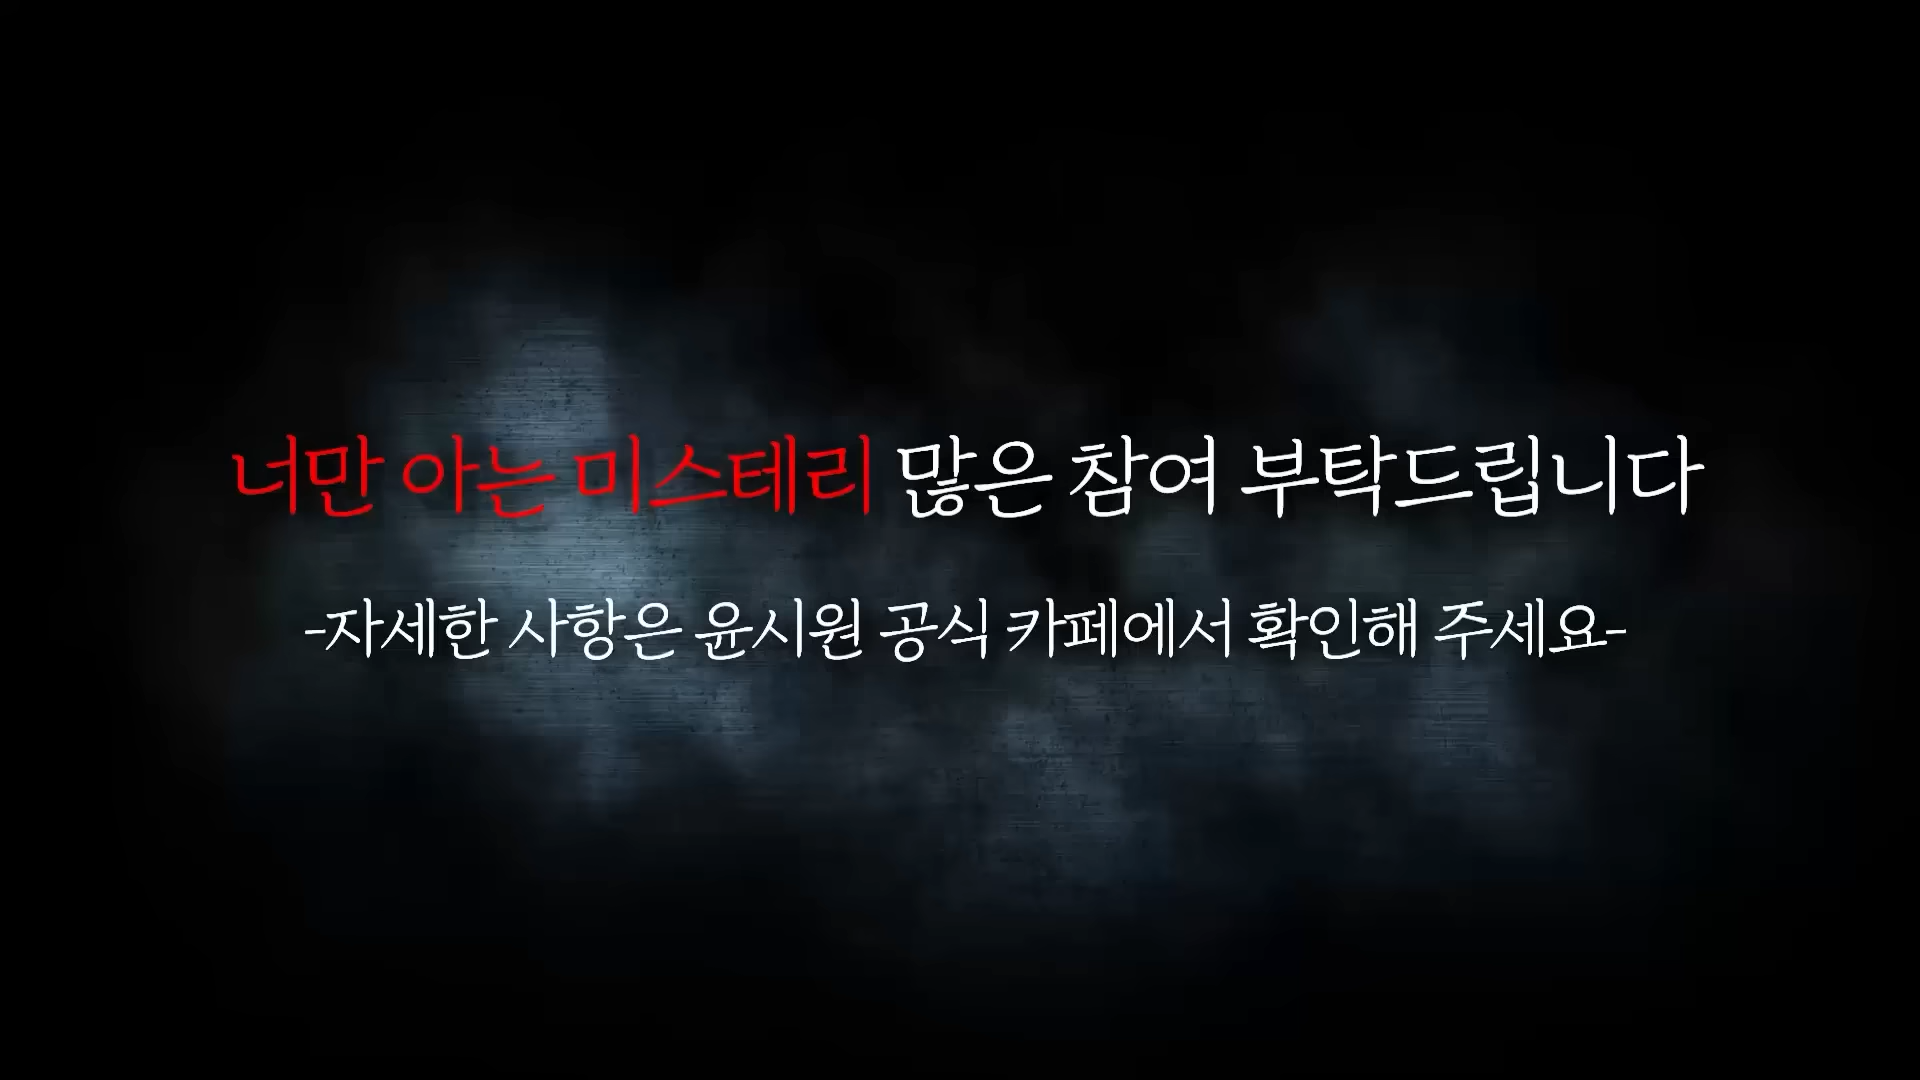 너만 아는 미스테리 많은 참여 부탁드립니다
-자세한 사항은 윤시원 공식 카페에서 확인해 주세요-